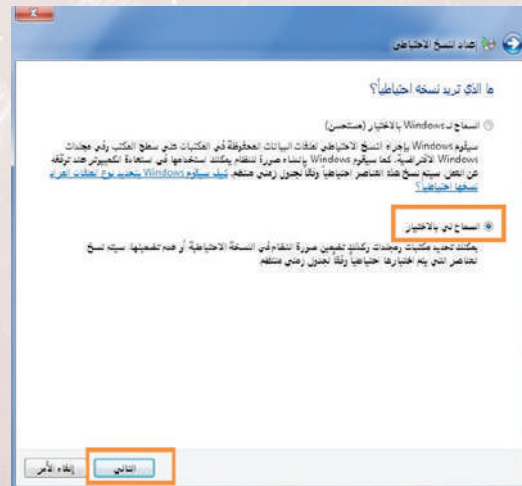 إعداد النسخ الاحتياطي
ما الذي تريد نسخه احتياطياً؟
السماح لـ Windows بالاختيار (مستحسن)
سيقوم Windows بإجراء النسخ الاحتياطي لملفات البيانات المحفوظة في المكتبات على سطح المكتب وفي مجلدات
Windows الافتراضية. كما سيقوم Windows بإنشاء صورة للنظام يمكنك استخدامها في استعادة الكمبيوتر عند توقفه
عن العمل. سيتم نسخ هذه العناصر احتياطياً وفقًا لجدول زمني منتظم. كيف سيقوم Windows بتحديد نوع الملفات المراد
نسخها احتياطياً؟
السماح لي بالاختيار
يمكنك تحديد مكتبات ومجلدات وكذلك تضمين صورة النظام في النسخة الاحتياطية أو عدم تضمينها. سيتم نسخ
العناصر التي يتم اختيارها احتياطياً وفقًا لجدول زمني منتظم.
التالي
إلغاء الأمر